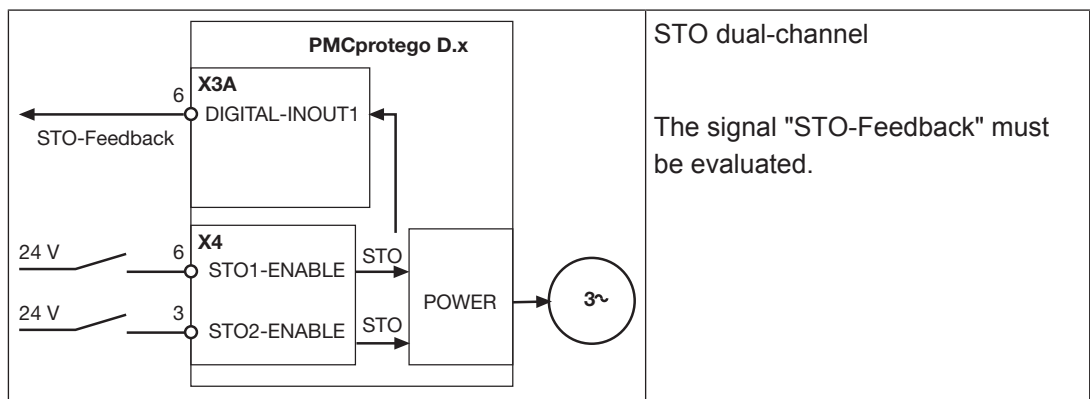 PMCprotego D.x
X3A
6
DIGITAL-INOUT1
STO-Feedback
24 V
6
X4
STO1-ENABLE
STO
24 V
3
STO2-ENABLE
STO
POWER
3~
STO dual-channel
The signal "STO-Feedback" must
be evaluated.